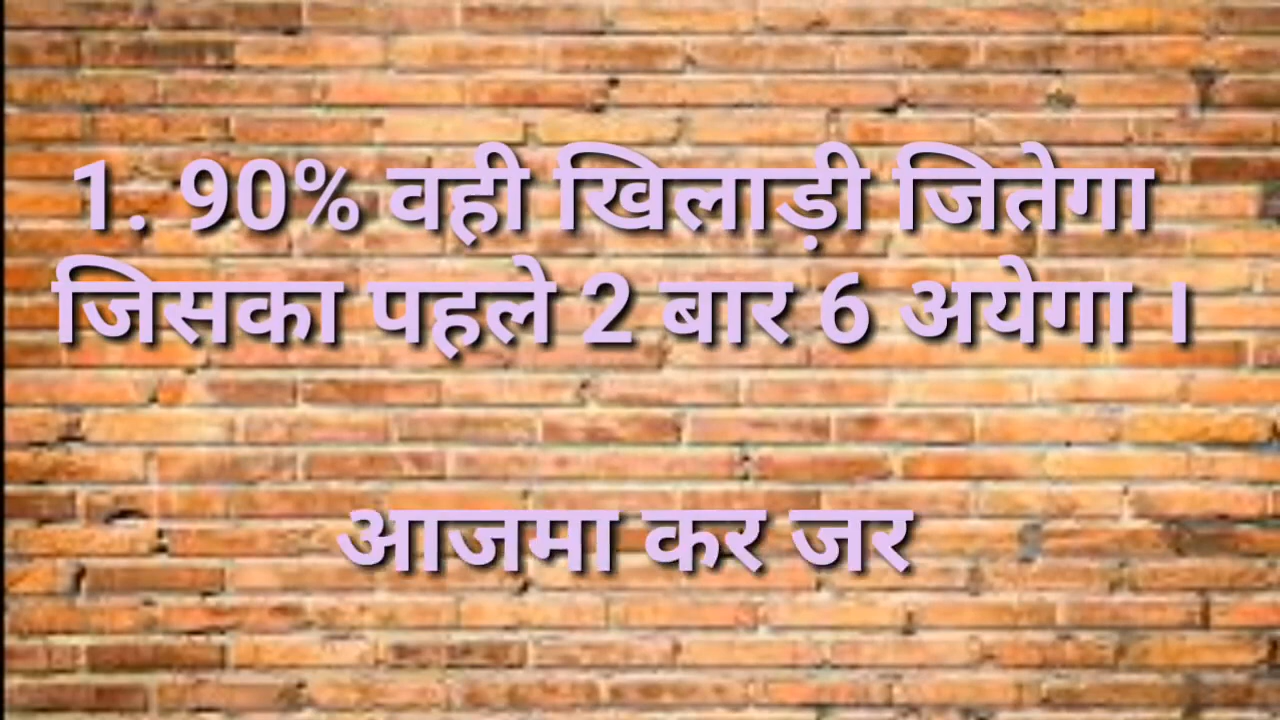 1. 90% वही खिलाड़ी जितेगा
जिसका पहले 2 बार 6 अयेगा ।
आजमा कर जर